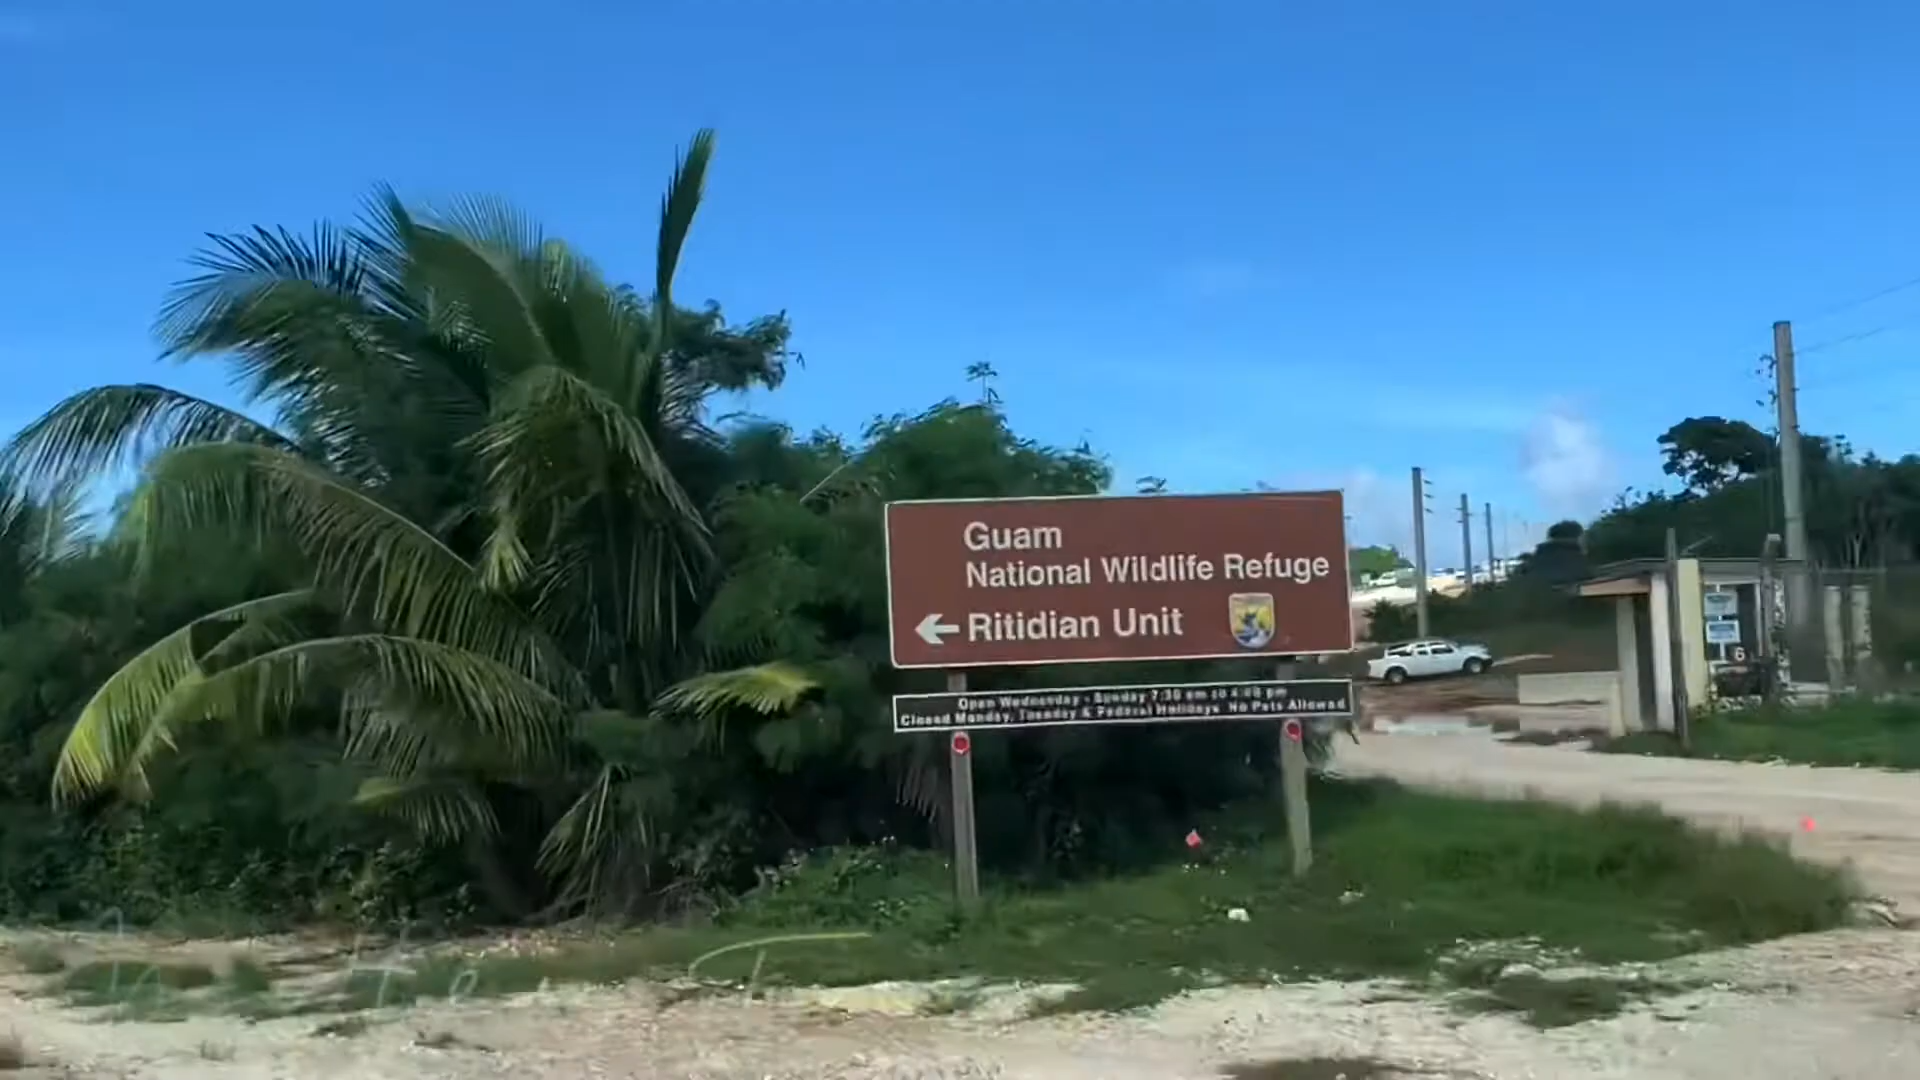 Guam
National Wildlife Refuge
Ritidian Unit
Open Wednesday - Sunday 7:30 am to 4:00 pm
Closed Monday, Tuesday & Federal Holidays No Pets Allowed
6